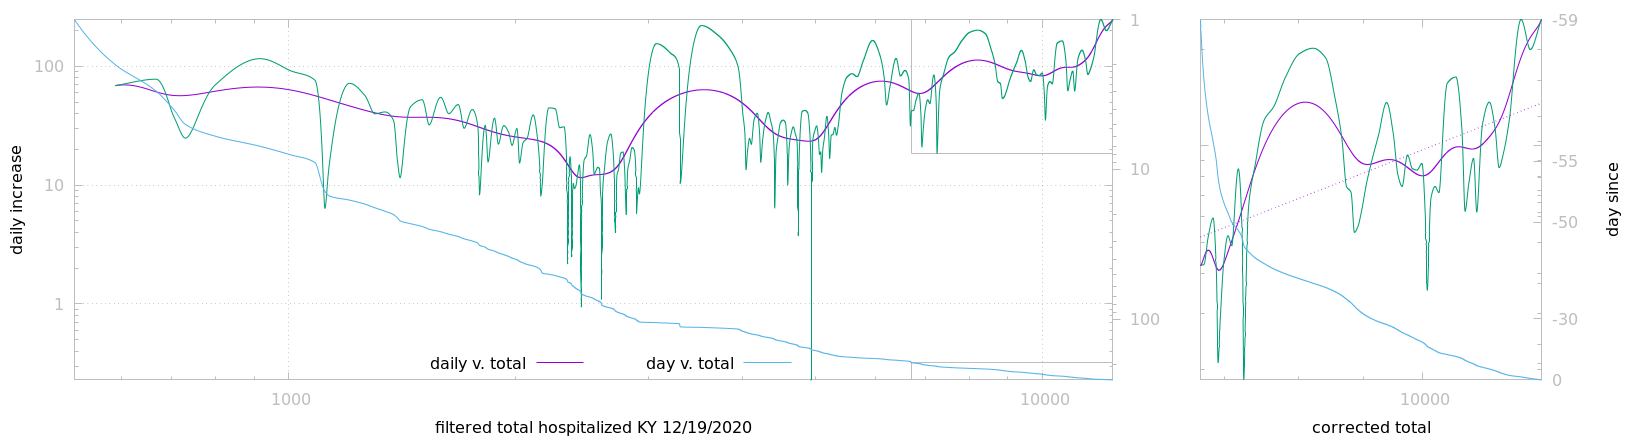 100
10
1
daily increase
1
10
100
1000
10000
daily v. total
day v. total
filtered total hospitalized KY 12/19/2020
-59
-55
-50
-30
0
day since
10000
corrected total